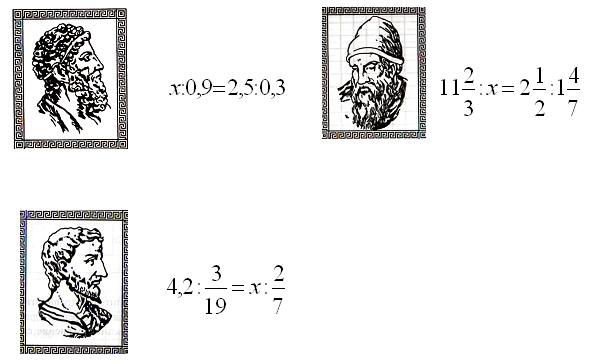 x:0,9=2,5:0,3
11 2/3 : x = 2 1/2 : 1 4/7
4,2 : 3/19 = x : 2/7